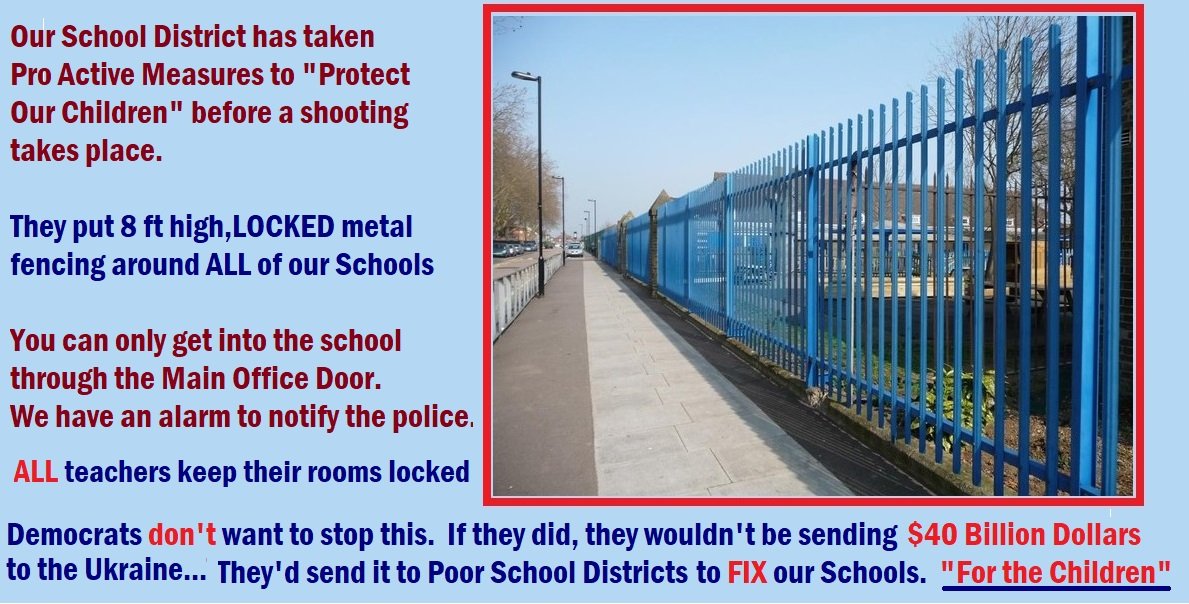 Our School District has taken
Pro Active Measures to "Protect
Our Children" before a shooting
takes place.
They put 8 ft high,LOCKED metal
fencing around ALL of our Schools
You can only get into the school
through the Main Office Door.
We have an alarm to notify the police.
ALL teachers keep their rooms locked
Democrats don't want to stop this. If they did, they wouldn't be sending $40 Billion Dollars
to the Ukraine... They'd send it to Poor School Districts to FIX our Schools. "For the Children"